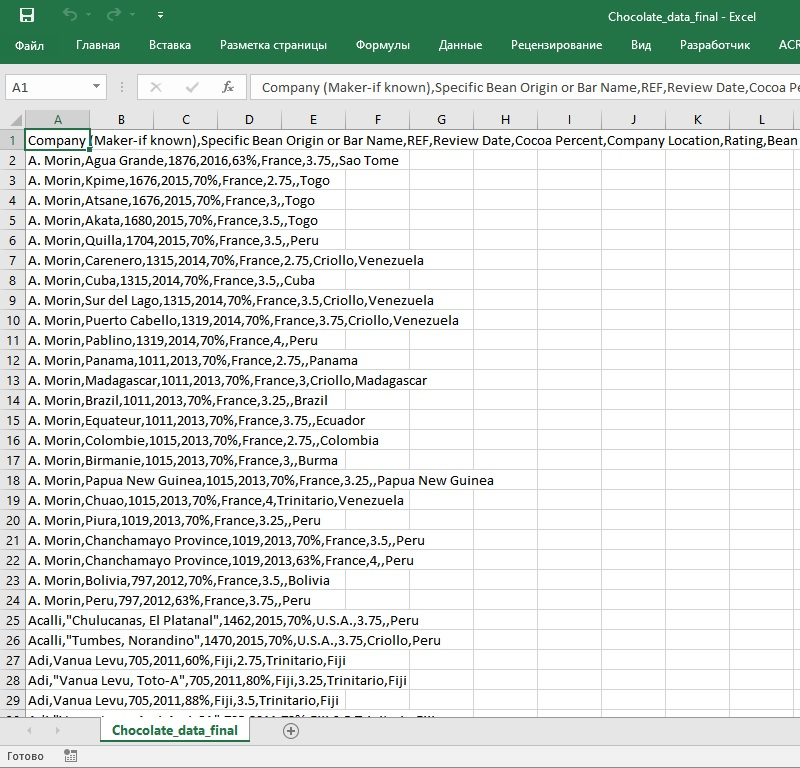 Chocolate_data_final - Excel
Файл Главная Вставка Разметка страницы Формулы Данные Рецензирование Вид Разработчик ACR
A1 fx Company (Maker-if known),Specific Bean Origin or Bar Name,REF,Review Date,Cocoa Pe
A B C D E F G H I J K L
1 Company (Maker-if known),Specific Bean Origin or Bar Name,REF,Review Date,Cocoa Percent,Company Location,Rating,Bean
2 A. Morin,Agua Grande,1876,2016,63%,France,3.75,,Sao Tome
3 A. Morin,Kpime,1676,2015,70%,France,2.75,,Togo
4 A. Morin,Atsane,1676,2015,70%,France,3,,Togo
5 A. Morin,Akata,1680,2015,70%,France,3.5,,Togo
6 A. Morin,Quilla,1704,2015,70%,France,3.5,,Peru
7 A. Morin,Carenero,1315,2014,70%,France,2.75,Criollo,Venezuela
8 A. Morin,Cuba,1315,2014,70%,France,3.5,,Cuba
9 A. Morin,Sur del Lago,1315,2014,70%,France,3.5,Criollo,Venezuela
10 A. Morin,Puerto Cabello,1319,2014,70%,France,3.75,Criollo,Venezuela
11 A. Morin,Pablino,1319,2014,70%,France,4,,Peru
12 A. Morin,Panama,1011,2013,70%,France,2.75,,Panama
13 A. Morin,Madagascar,1011,2013,70%,France,3,Criollo,Madagascar
14 A. Morin,Brazil,1011,2013,70%,France,3.25,,Brazil
15 A. Morin,Equateur,1011,2013,70%,France,3.75,,Ecuador
16 A. Morin,Colombie,1015,2013,70%,France,2.75,,Colombia
17 A. Morin,Birmanie,1015,2013,70%,France,3,,Burma
18 A. Morin,Papua New Guinea,1015,2013,70%,France,3.25,,Papua New Guinea
19 A. Morin,Chuao,1015,2013,70%,France,4,Trinitario,Venezuela
20 A. Morin,Piura,1019,2013,70%,France,3.25,,Peru
21 A. Morin,Chanchamayo Province,1019,2013,70%,France,3.5,,Peru
22 A. Morin,Chanchamayo Province,1019,2013,63%,France,4,,Peru
23 A. Morin,Bolivia,797,2012,70%,France,3.5,,Bolivia
24 A. Morin,Peru,797,2012,63%,France,3.75,,Peru
25 Acalli,"Chulucanas, El Platanal",1462,2015,70%,U.S.A.,3.75,,Peru
26 Acalli,"Tumbes, Norandino",1470,2015,70%,U.S.A.,3.75,Criollo,Peru
27 Adi,Vanua Levu,705,2011,60%,Fiji,2.75,Trinitario,Fiji
28 Adi,"Vanua Levu, Toto-A",705,2011,80%,Fiji,3.25,Trinitario,Fiji
29 Adi,Vanua Levu,705,2011,88%,Fiji,3.5,Trinitario,Fiji
Chocolate_data_final
Готово